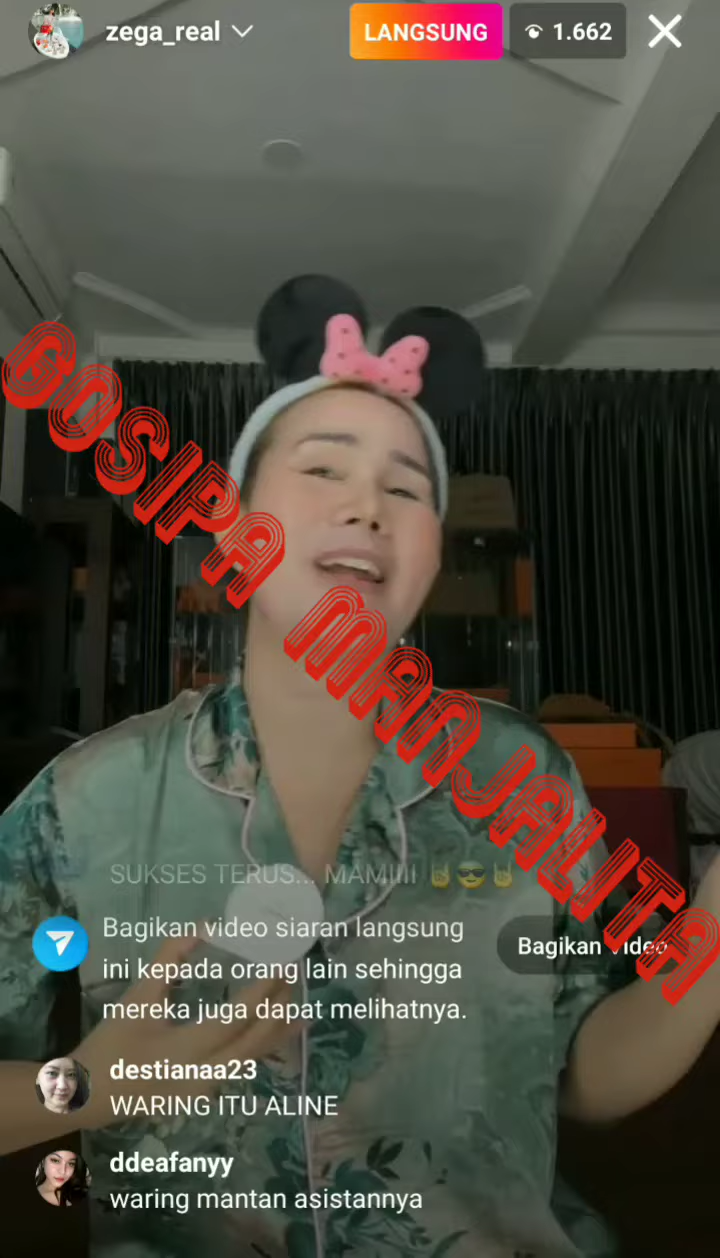 zega_real
LANGSUNG
1.662
GOSIPA MANJALITA
SUKSES TERUS... MAMIIII 🤘😎🤘
Bagikan video siaran langsung
ini kepada orang lain sehingga
mereka juga dapat melihatnya.
Bagikan video
destianaa23
WARING ITU ALINE
ddeafanyy
waring mantan asistannya